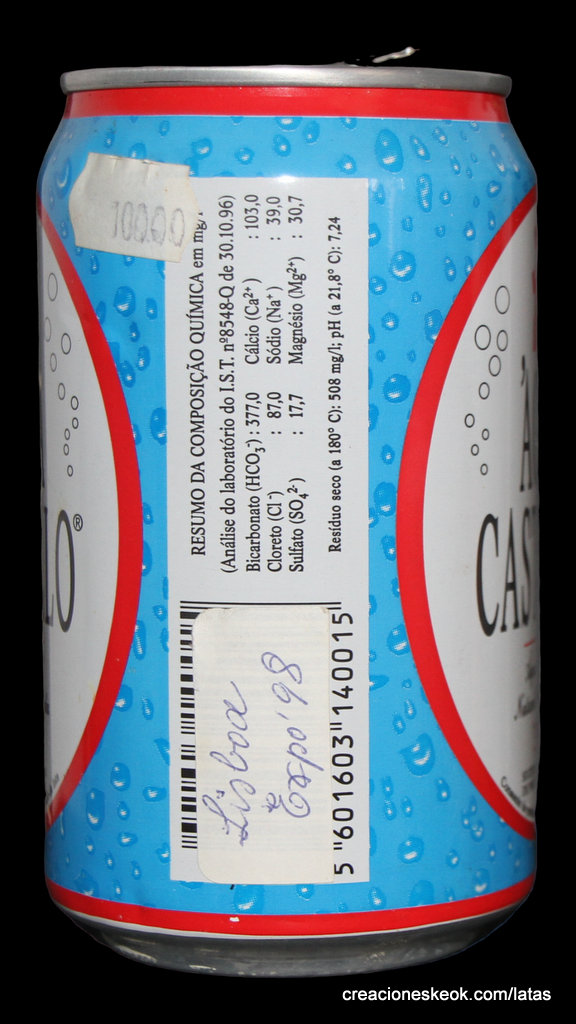 100.00
RESUMO DA COMPOSIÇÃO QUÍMICA em mg/l
(Análise do laboratório do I.S.T. nº8548-Q de 30.10.96)
Bicarbonato (HCO₃⁻) : 377,0 Cálcio (Ca²⁺) : 103,0
Cloreto (Cl⁻) : 87,0 Sódio (Na⁺) : 39,0
Sulfato (SO₄²⁻) : 17,7 Magnésio (Mg²⁺) : 30,7
Resíduo seco (a 180° C): 508 mg/l; pH (a 21,8° C): 7,24
Lisboa
Expo'98
5 "601603"140015"
LO®
CAS
creacioneskeok.com/latas